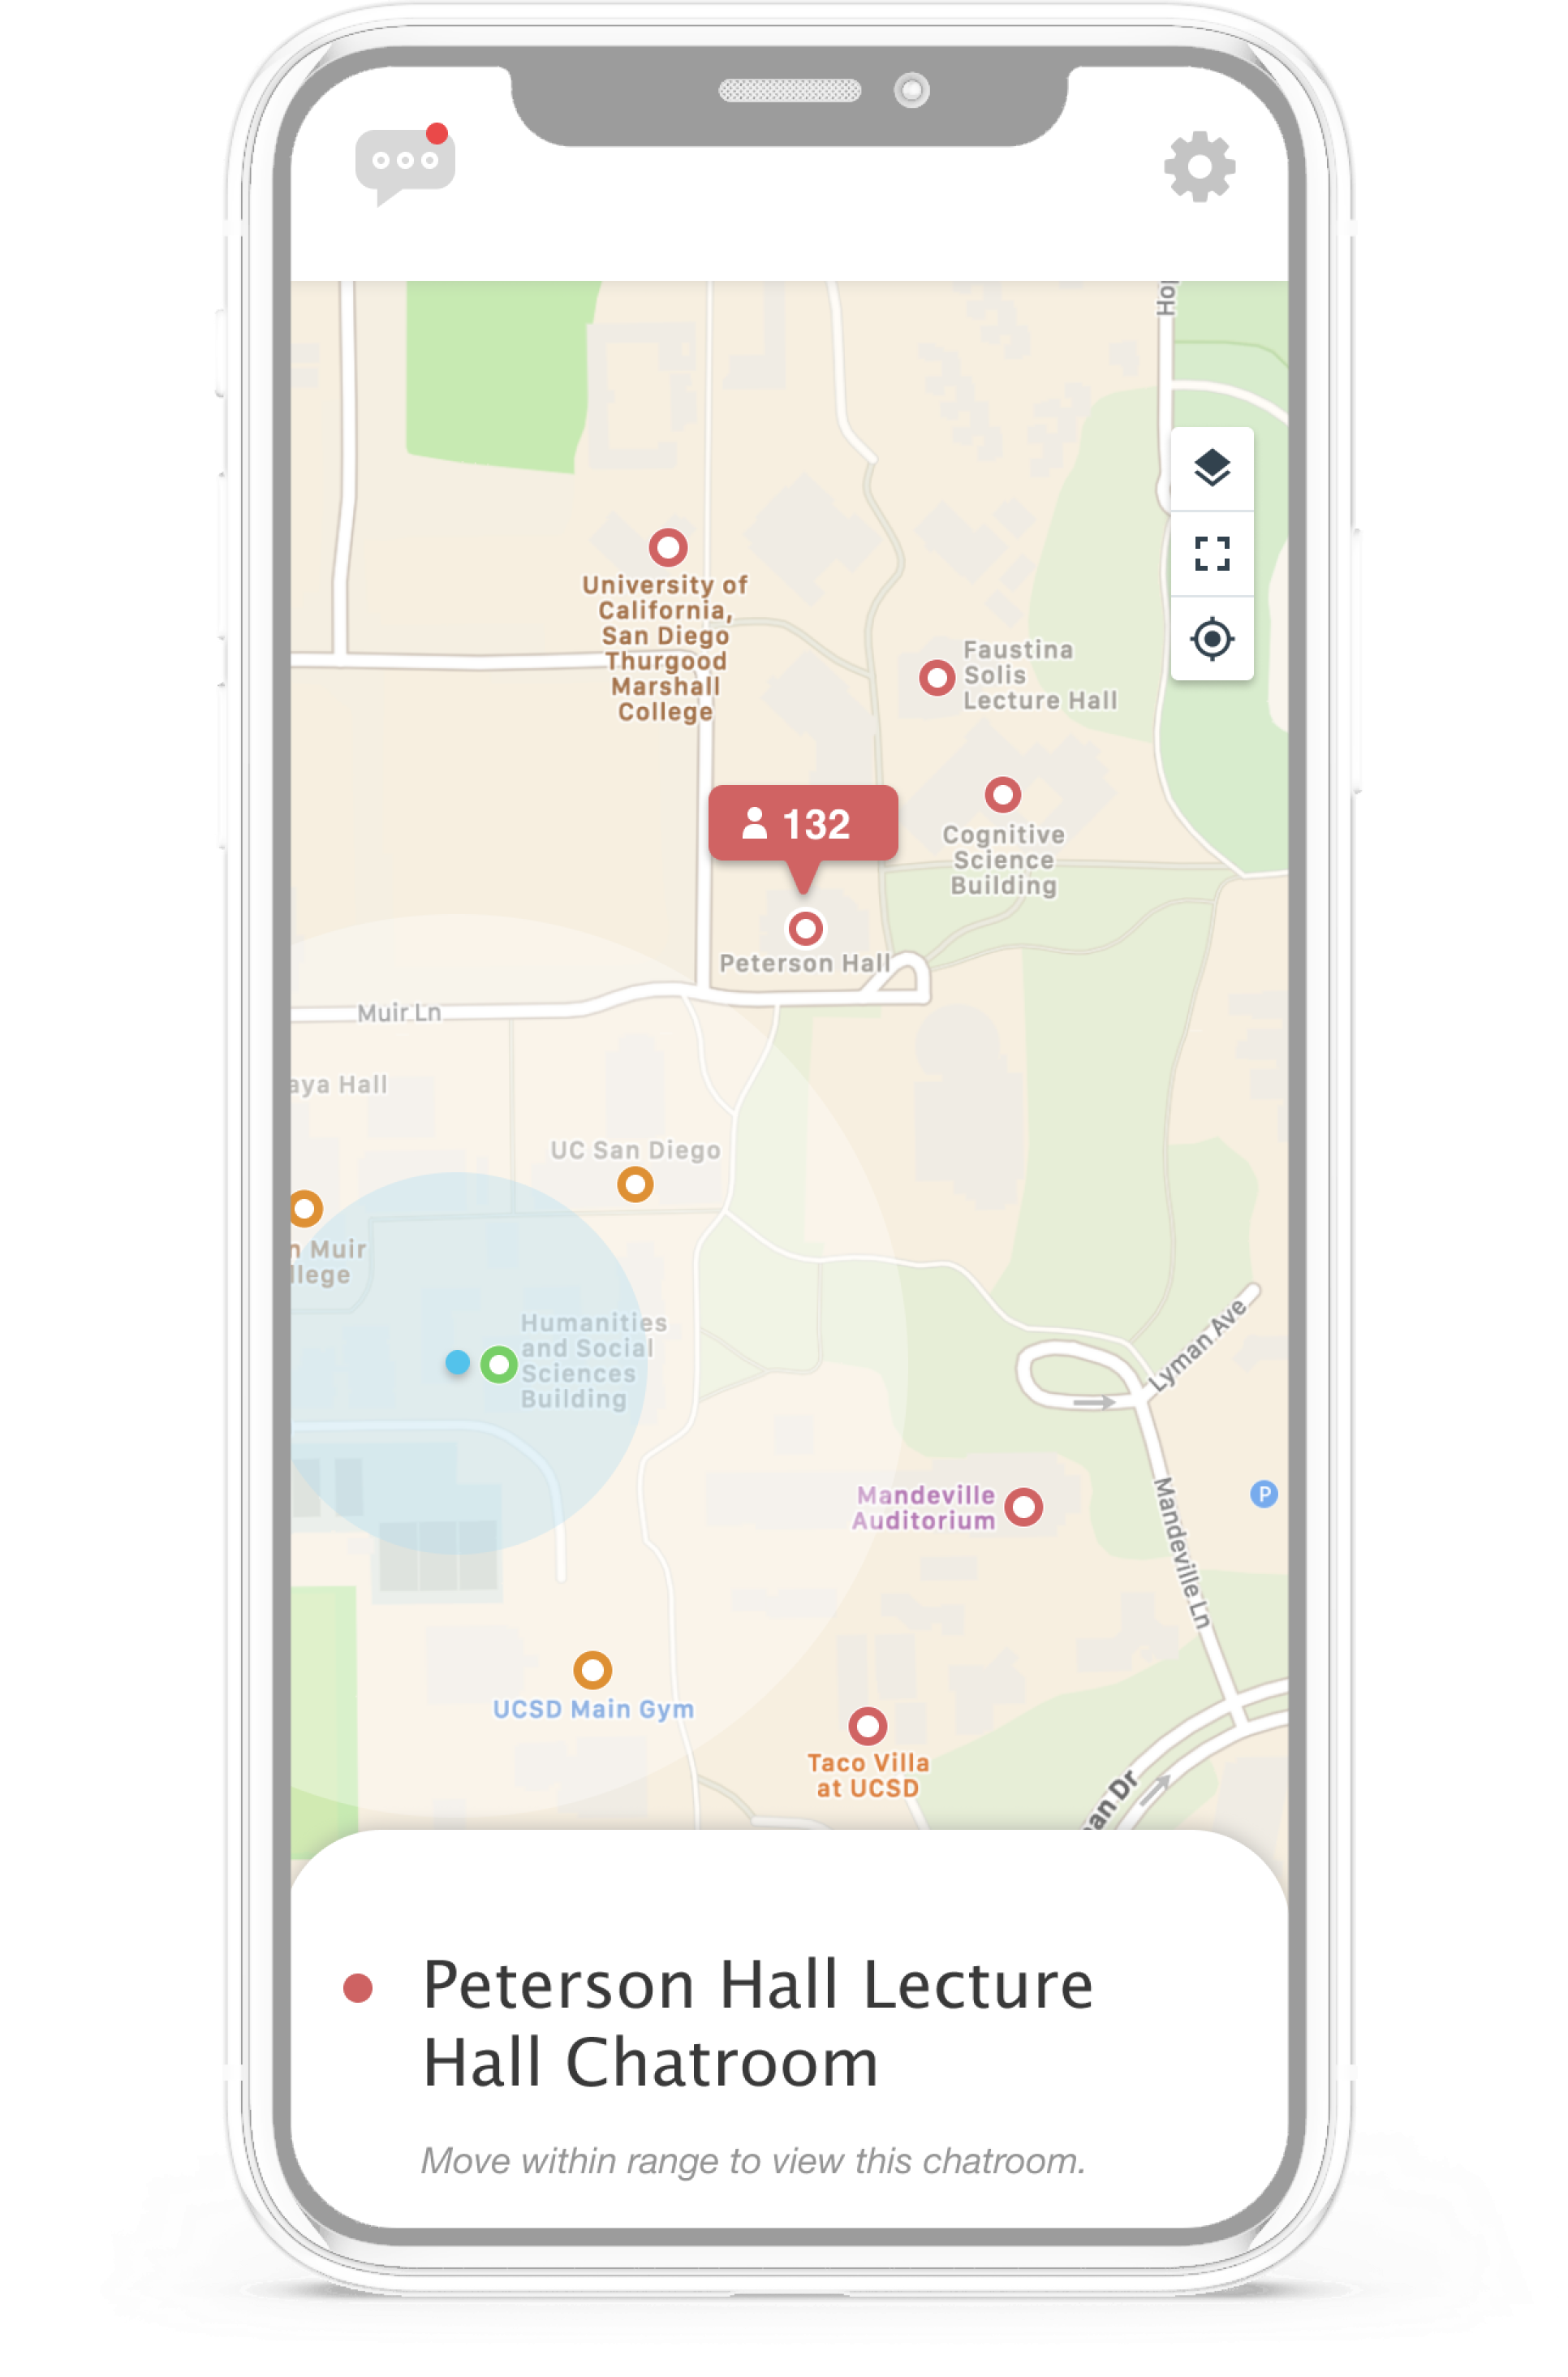 Ho
University of
California,
San Diego
Thurgood
Marshall
College
Faustina
Solis
Lecture Hall
132
Cognitive
Science
Building
Peterson Hall
Muir Ln
aya Hall
UC San Diego
n Muir
llege
Humanities
and Social
Sciences
Building
Lyman Ave
Mandeville
Auditorium
P
Mandeville Ln
UCSD Main Gym
Taco Villa
at UCSD
an Dr
Peterson Hall Lecture
Hall Chatroom
Move within range to view this chatroom.